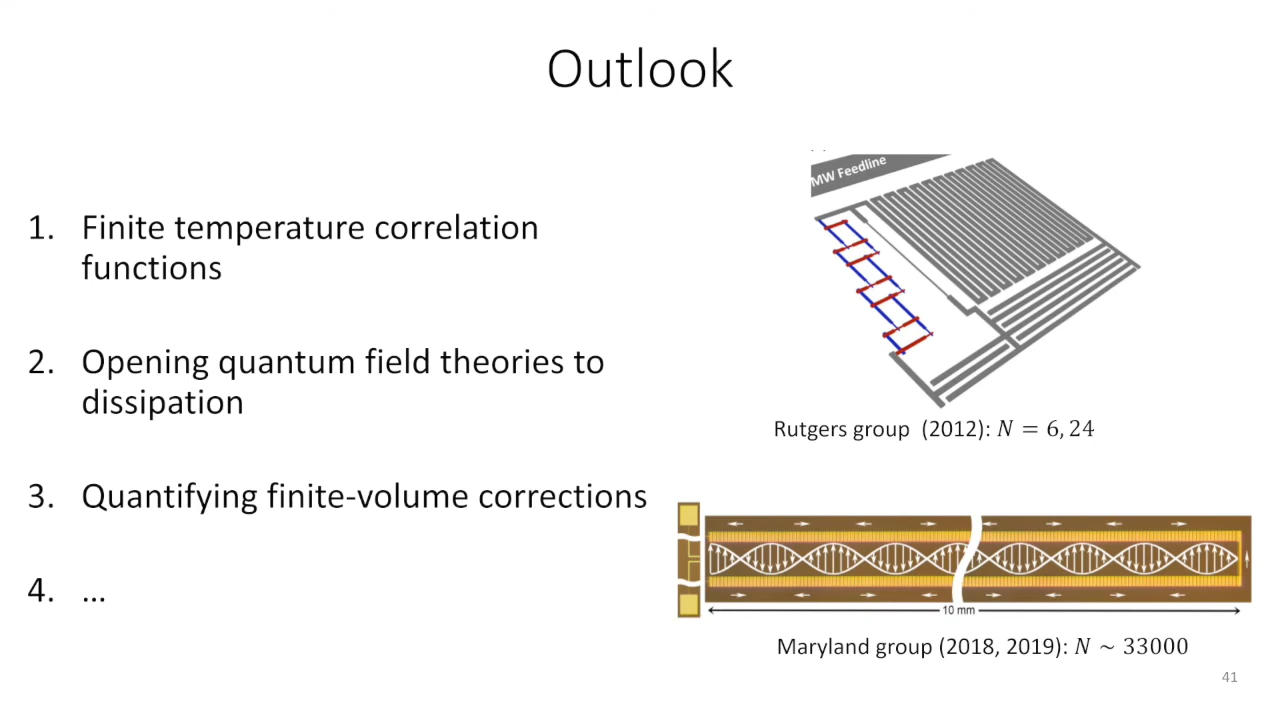 Outlook
1. Finite temperature correlation
functions
2. Opening quantum field theories to
dissipation
3. Quantifying finite-volume corrections
4. ...
MW Feedline
Rutgers group (2012): N = 6, 24
10 mm
Maryland group (2018, 2019): N ~ 33000
41